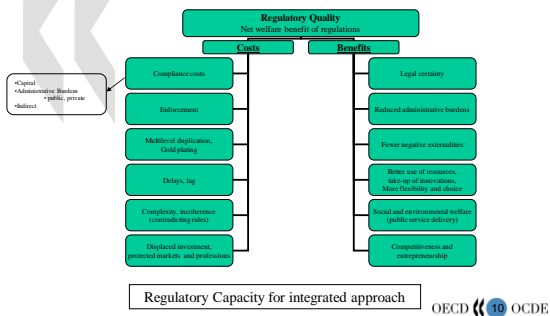 Regulatory Quality
Net welfare benefit of regulations
Costs
Benefits
•Capital
•Administrative Burdens
• public, private
•Indirect
Compliance costs
Enforcement
Multilevel duplication,
Gold plating
Delays, lag
Complexity, incoherence
(contradicting rules)
Displaced investment,
protected markets and professions
Legal certainty
Reduced administrative burdens
Fewer negative externalities
Better use of resources,
take-up of innovations,
More flexibility and choice
Social and environmental welfare
(public service delivery)
Competitiveness and
entrepreneurship
Regulatory Capacity for integrated approach
OECD 10 OCDE